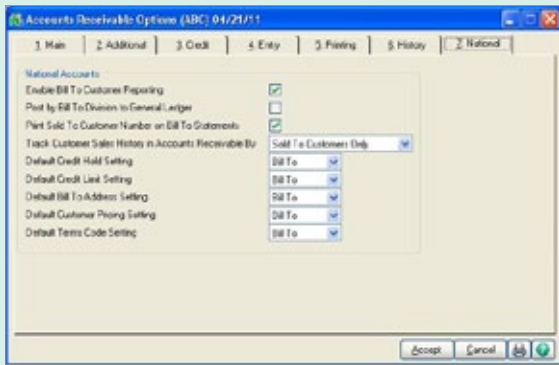 Accounts Receivable Options (ABC) 04/21/11
1. Main 2. Additional 3. Credit 4. Entry 5. Printing 6. History 7. National
National Accounts
Enable Bill To Customer Reporting
Post by Bill To Division to General Ledger
Print Sold To Customer Number on Bill To Statements
Track Customer Sales History in Accounts Receivable By Sold To Customers Only
Default Credit Hold Setting Bill To
Default Credit Limit Setting Bill To
Default Bill To Address Setting Bill To
Default Customer Pricing Setting Bill To
Default Terms Code Setting Bill To
Accept Cancel